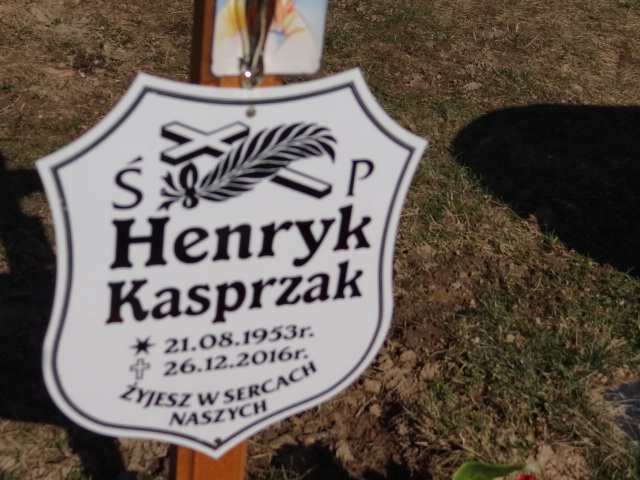 Ś P
Henryk
Kasprzak
21.08.1953r.
26.12.2016r.
ŻYJESZ W SERCACH
NASZYCH